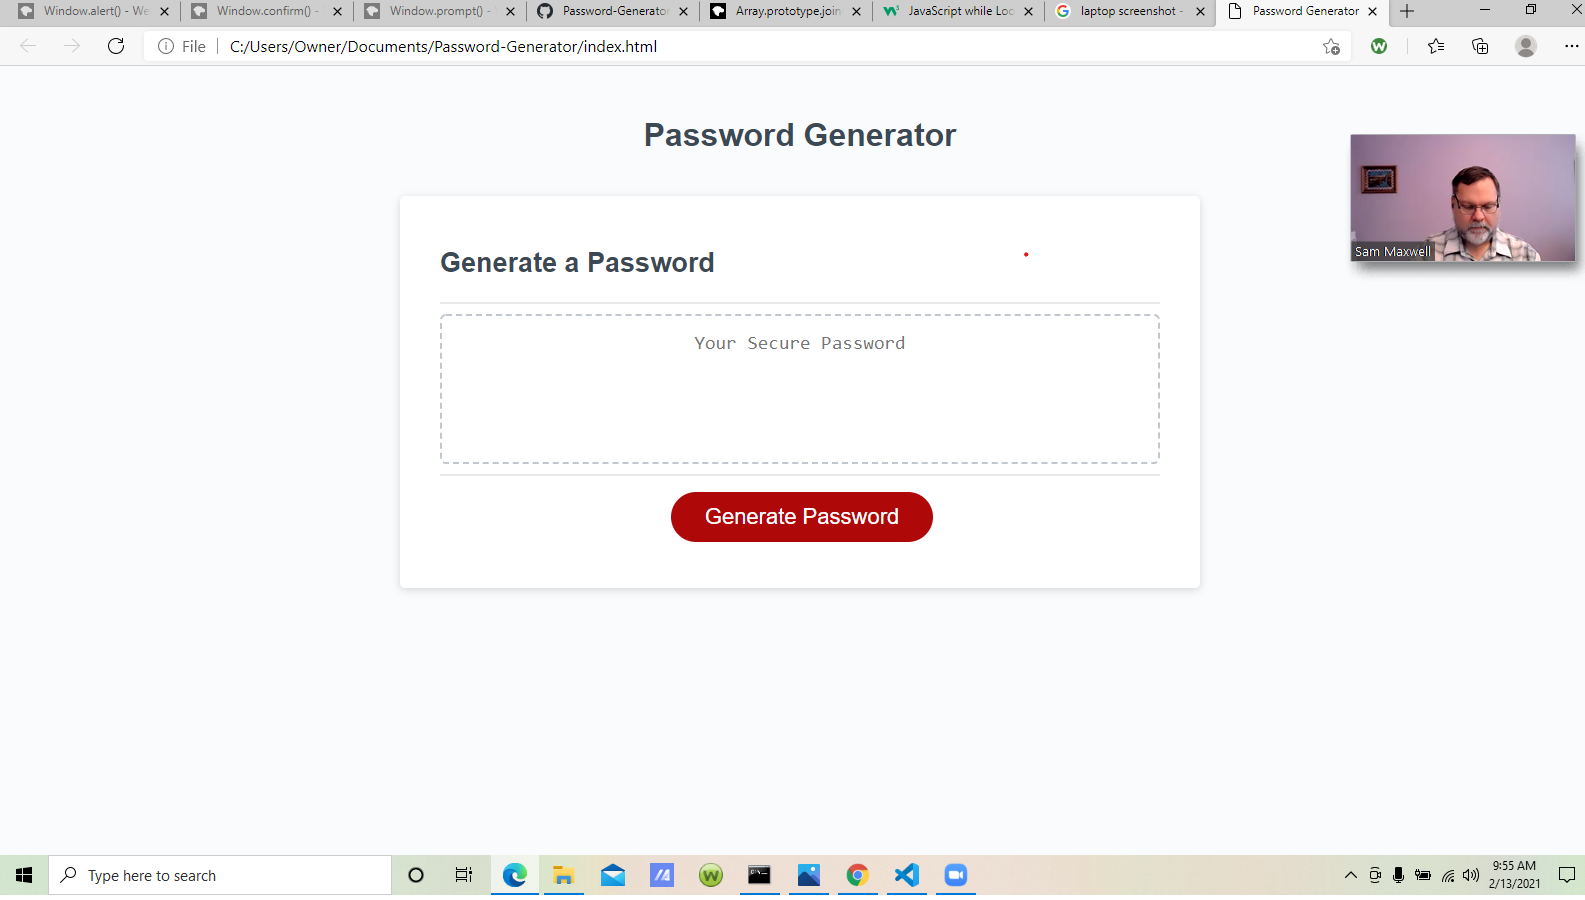 Window.alert() - We
Window.confirm() -
Window.prompt() -
Password-Generator
Array.prototype.join
JavaScript while Loo
laptop screenshot -
Password Generator
File
C:/Users/Owner/Documents/Password-Generator/index.html
Password Generator
Sam Maxwell
Generate a Password
Your Secure Password
Generate Password
Type here to search
9:55 AM
2/13/2021